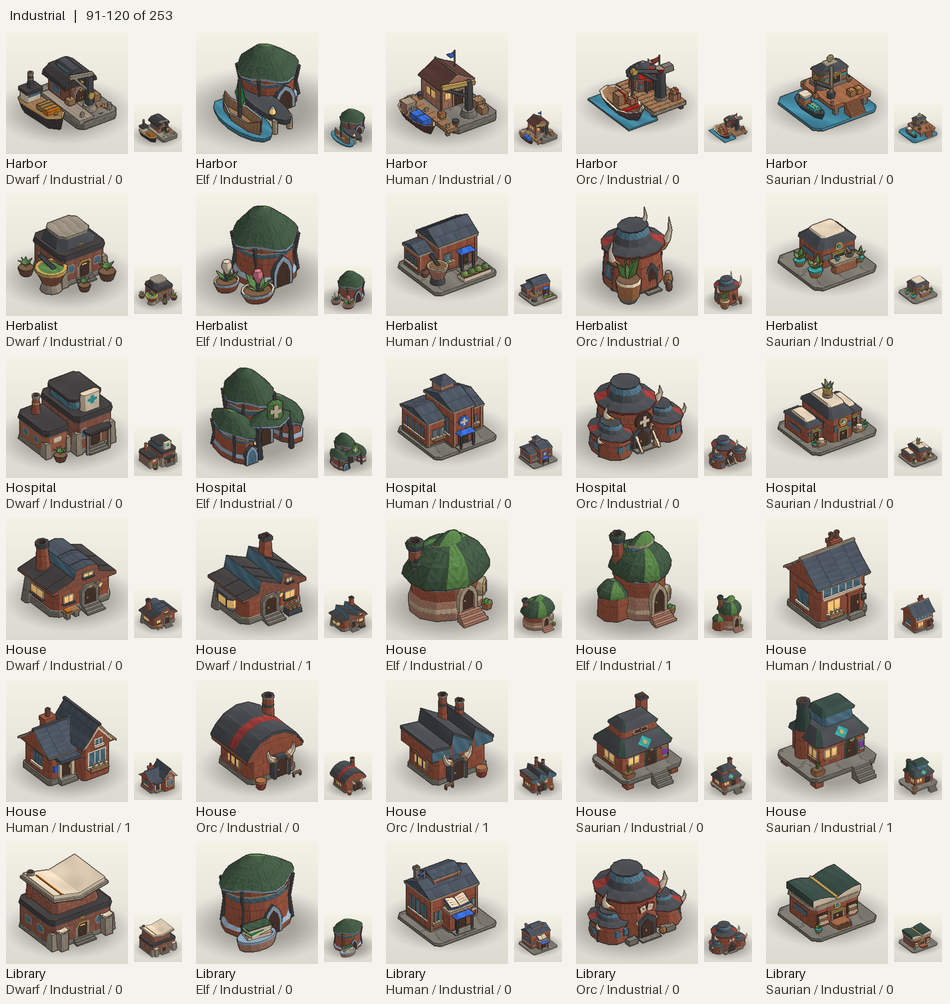 Industrial | 91-120 of 253
Harbor
Dwarf / Industrial / 0
Harbor
Elf / Industrial / 0
Harbor
Human / Industrial / 0
Harbor
Orc / Industrial / 0
Harbor
Saurian / Industrial / 0
Herbalist
Dwarf / Industrial / 0
Herbalist
Elf / Industrial / 0
Herbalist
Human / Industrial / 0
Herbalist
Orc / Industrial / 0
Herbalist
Saurian / Industrial / 0
Hospital
Dwarf / Industrial / 0
Hospital
Elf / Industrial / 0
Hospital
Human / Industrial / 0
Hospital
Orc / Industrial / 0
Hospital
Saurian / Industrial / 0
House
Dwarf / Industrial / 0
House
Dwarf / Industrial / 1
House
Elf / Industrial / 0
House
Elf / Industrial / 1
House
Human / Industrial / 0
House
Human / Industrial / 1
House
Orc / Industrial / 0
House
Orc / Industrial / 1
House
Saurian / Industrial / 0
House
Saurian / Industrial / 1
Library
Dwarf / Industrial / 0
Library
Elf / Industrial / 0
Library
Human / Industrial / 0
Library
Orc / Industrial / 0
Library
Saurian / Industrial / 0